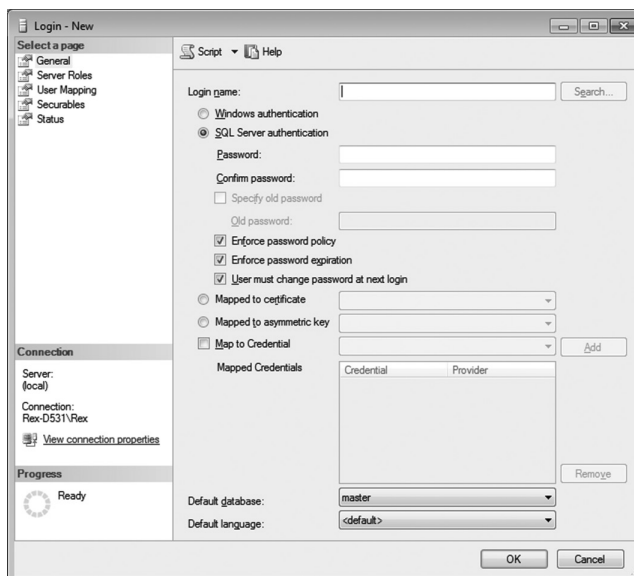 Login - New
Select a page
General
Server Roles
User Mapping
Securables
Status
Script Help
Login name:
Search...
Windows authentication
SQL Server authentication
Password:
Confirm password:
Specify old password
Old password:
Enforce password policy
Enforce password expiration
User must change password at next login
Mapped to certificate
Mapped to asymmetric key
Map to Credential
Add
Mapped Credentials
Credential Provider
Remove
Default database: master
Default language: <default>
Connection
Server:
(local)
Connection:
Rex-D531\Rex
View connection properties
Progress
Ready
OK Cancel